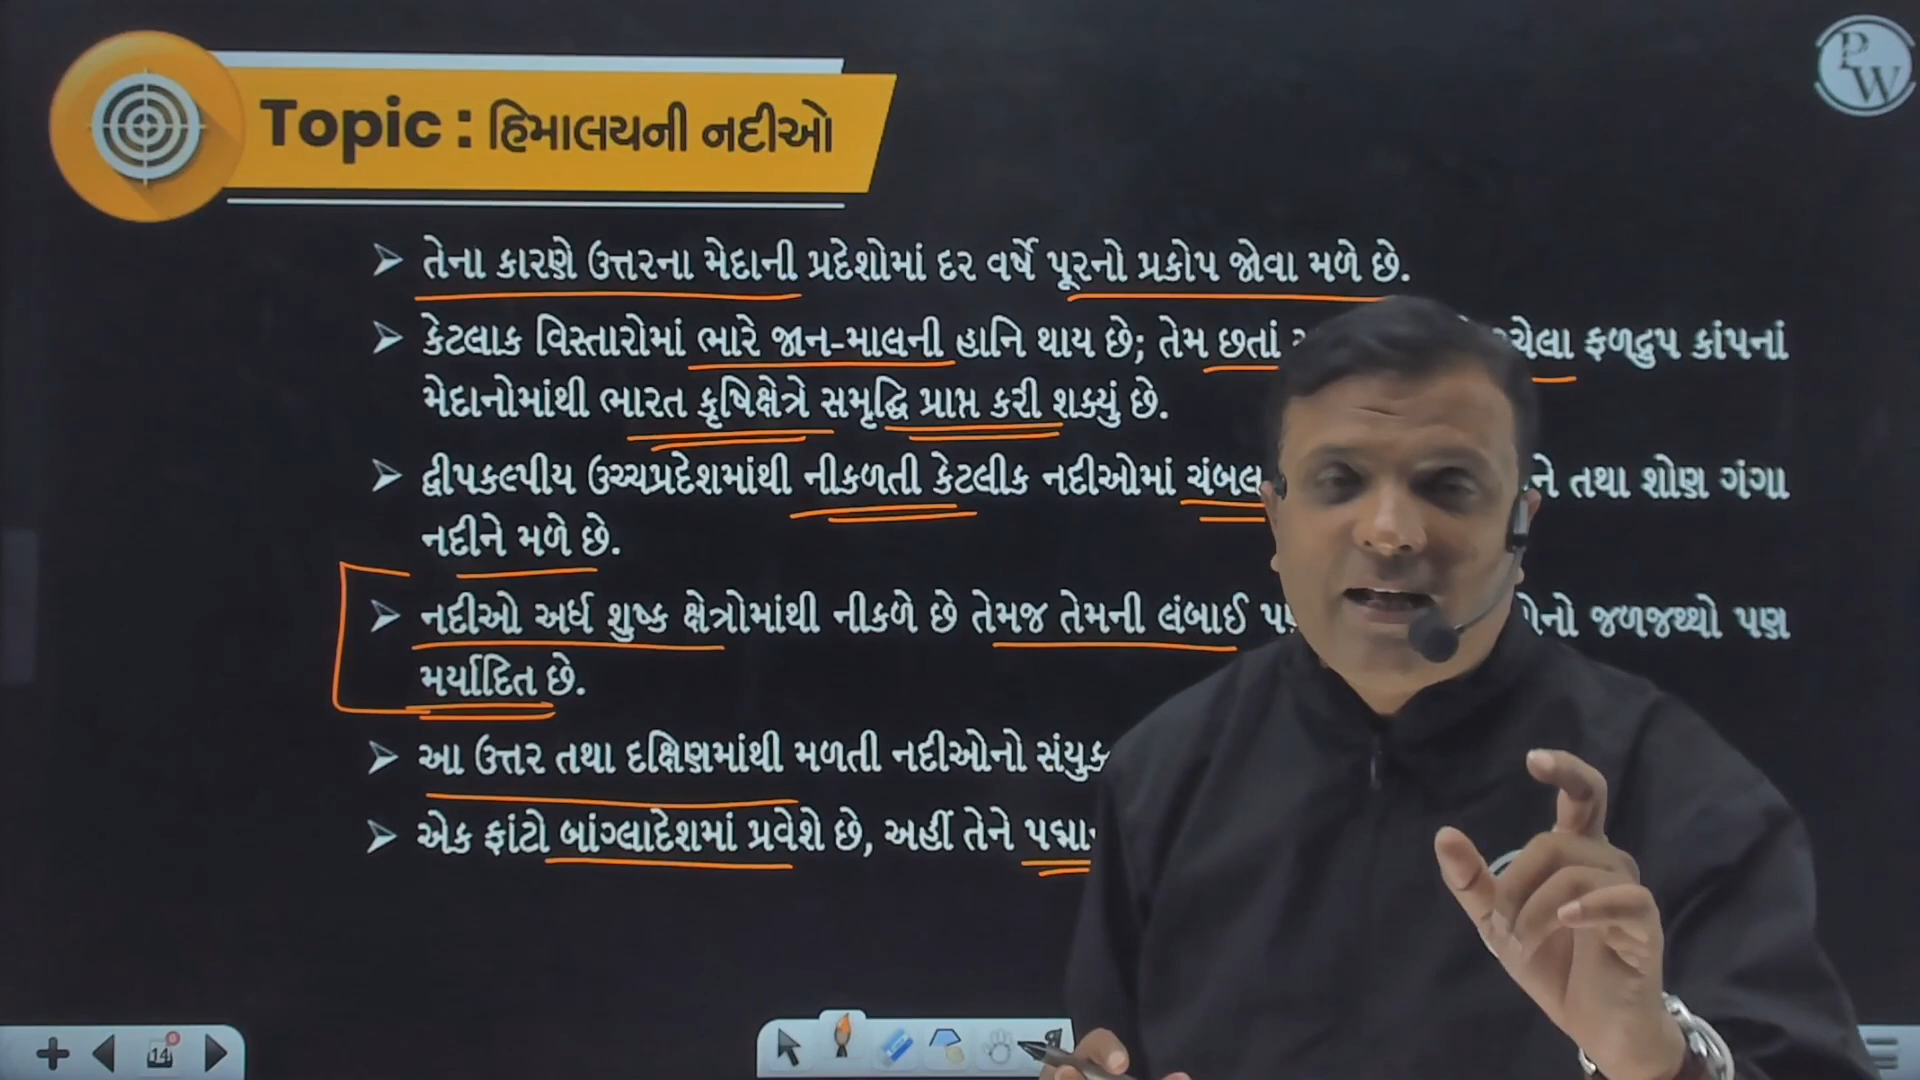 PW
Topic : હિમાલયની નદીઓ
તેના કારણે ઉત્તરના મેદાની પ્રદેશોમાં દર વર્ષે પૂરનો પ્રકોપ જોવા મળે છે.
કેટલાક વિસ્તારોમાં ભારે જાન-માલની હાનિ થાય છે; તેમ છતાં ફળદ્રુપ કાંપનાં
મેદાનોમાંથી ભારત કૃષિક્ષેત્રે સમૃદ્ધિ પ્રાપ્ત કરી શક્યું છે.
દ્વીપકલ્પીય ઉચ્ચપ્રદેશમાંથી નીકળતી કેટલીક નદીઓમાં ચંબલ તથા શોણ ગંગા
નદીને મળે છે.
નદીઓ અર્ધ શુષ્ક ક્ષેત્રોમાંથી નીકળે છે તેમજ તેમની લંબાઈ જળજથ્થો પણ
મર્યાદિત છે.
આ ઉત્તર તથા દક્ષિણમાંથી મળતી નદીઓનો
એક ફાંટો બાંગ્લાદેશમાં પ્રવેશે છે, અહીં તેને
14